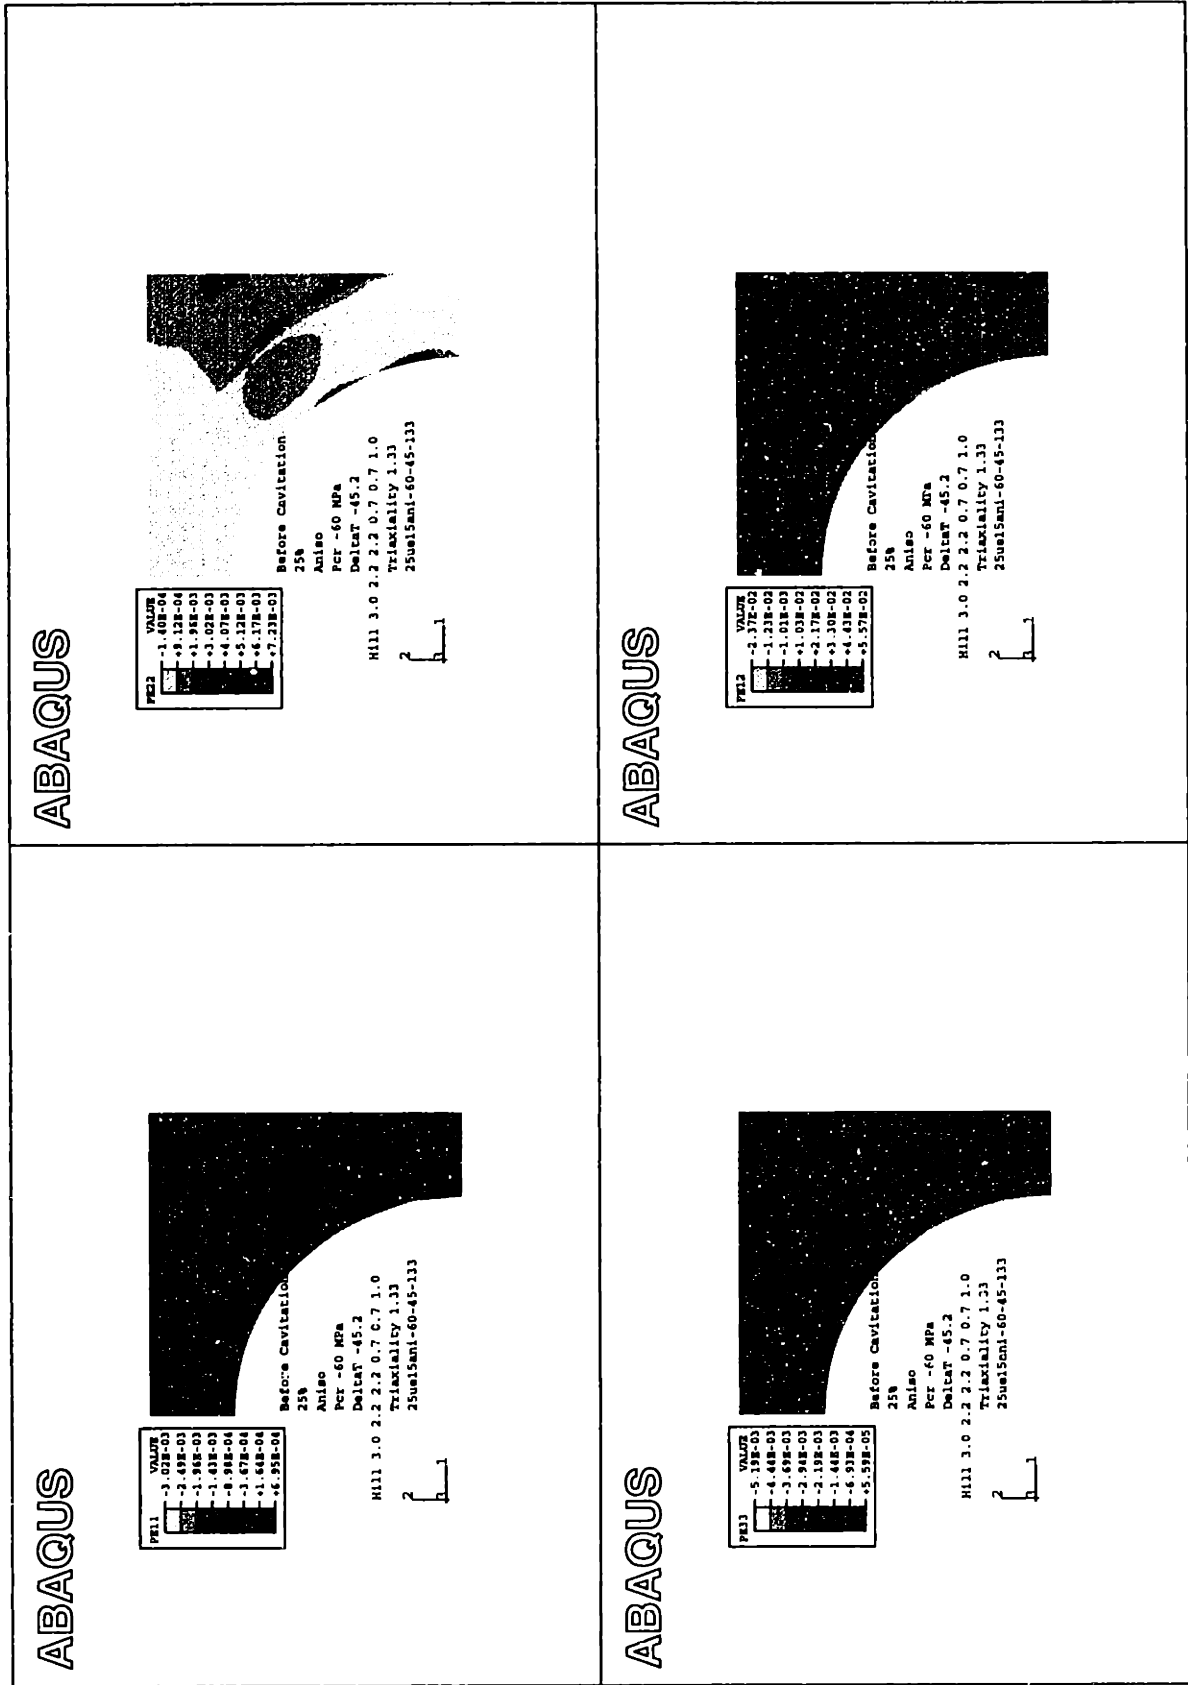 ABAQUS
PE11 VALUE
-3.02E-03
-2.49E-03
-1.96E-03
-1.43E-03
-8.98E-04
-3.67E-04
+1.64E-04
+6.95E-04
Before Cavitation
25%
Aniso
Pcr -60 MPa
DeltaT -45.2
Hill 3.0 2.2 2.2 0.7 0.7 1.0
Triaxiality 1.33
25uel5ani-60-45-133
2
3 1
ABAQUS
PE22 VALUE
-1.40E-04
+9.12E-04
+1.96E-03
+3.02E-03
+4.07E-03
+5.12E-03
+6.17E-03
+7.23E-03
Before Cavitation
25%
Aniso
Pcr -60 MPa
DeltaT -45.2
Hill 3.0 2.2 2.2 0.7 0.7 1.0
Triaxiality 1.33
25uel5ani-60-45-133
2
3 1
ABAQUS
PE33 VALUE
-5.19E-03
-4.44E-03
-3.69E-03
-2.94E-03
-2.19E-03
-1.44E-03
-6.93E-04
+5.59E-05
Before Cavitation
25%
Aniso
Pcr -60 MPa
DeltaT -45.2
Hill 3.0 2.2 2.2 0.7 0.7 1.0
Triaxiality 1.33
25uel5ani-60-45-133
2
3 1
ABAQUS
PE12 VALUE
-2.37E-02
-1.23E-02
-1.01E-03
+1.03E-02
+2.17E-02
+3.30E-02
+4.43E-02
+5.57E-02
Before Cavitation
25%
Aniso
Pcr -60 MPa
DeltaT -45.2
Hill 3.0 2.2 2.2 0.7 0.7 1.0
Triaxiality 1.33
25uel5ani-60-45-133
2
3 1